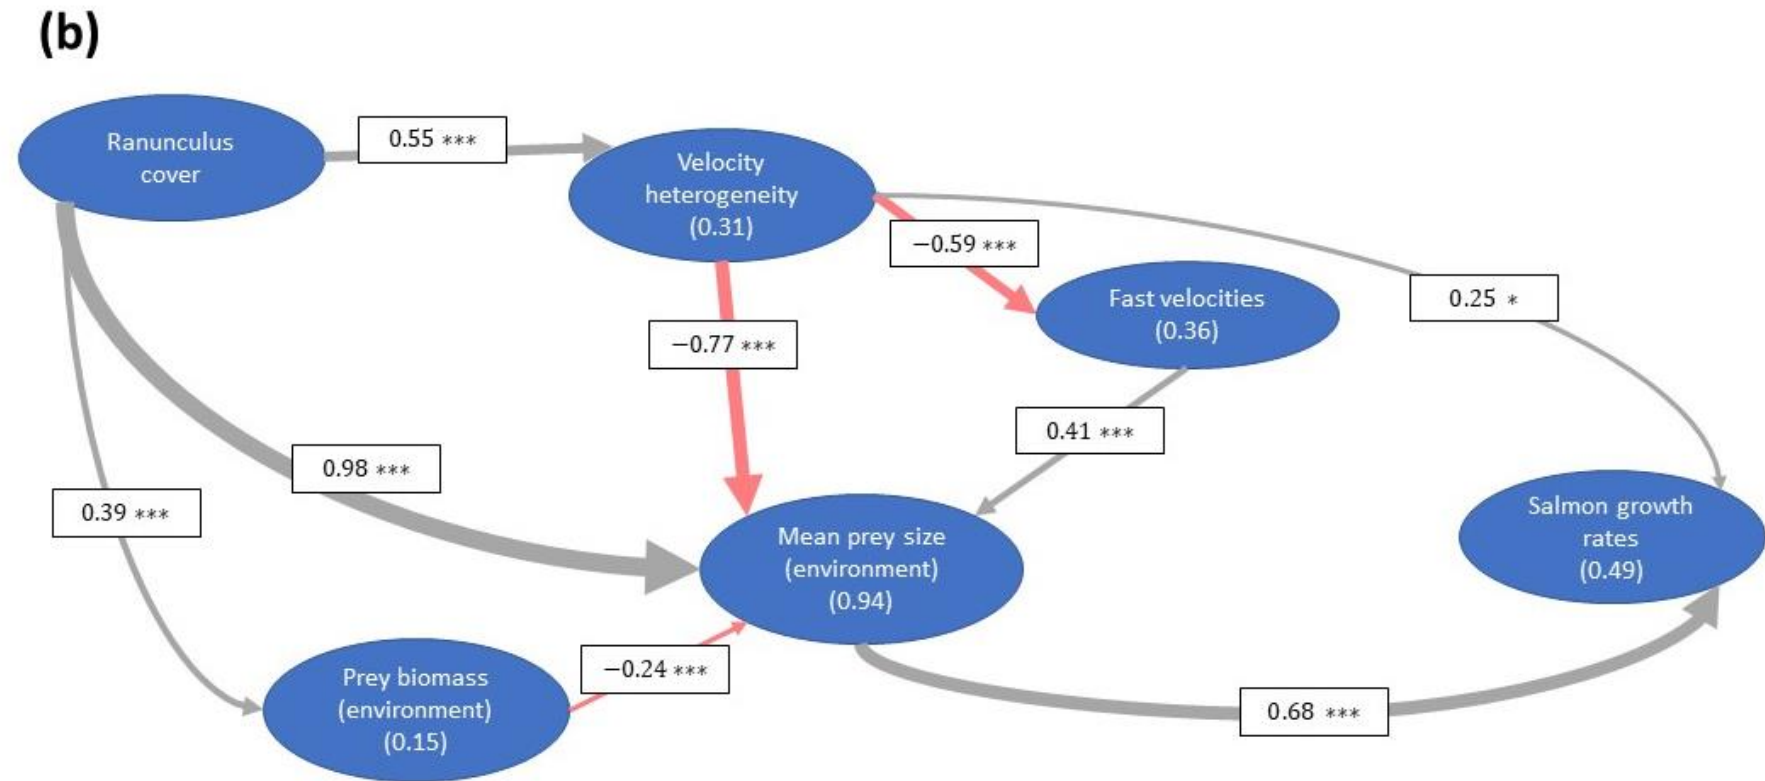 (b)
Ranunculus
cover
0.55 ***
Velocity
heterogeneity
(0.31)
−0.59 ***
Fast velocities
(0.36)
0.25 *
−0.77 ***
0.41 ***
0.98 ***
0.39 ***
Mean prey size
(environment)
(0.94)
Salmon growth
rates
(0.49)
−0.24 ***
Prey biomass
(environment)
(0.15)
0.68 ***